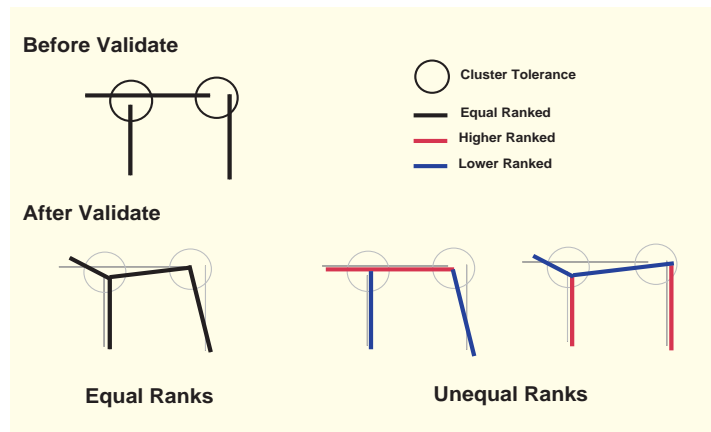 Before Validate
Cluster Tolerance
Equal Ranked
Higher Ranked
Lower Ranked
After Validate
Equal Ranks
Unequal Ranks